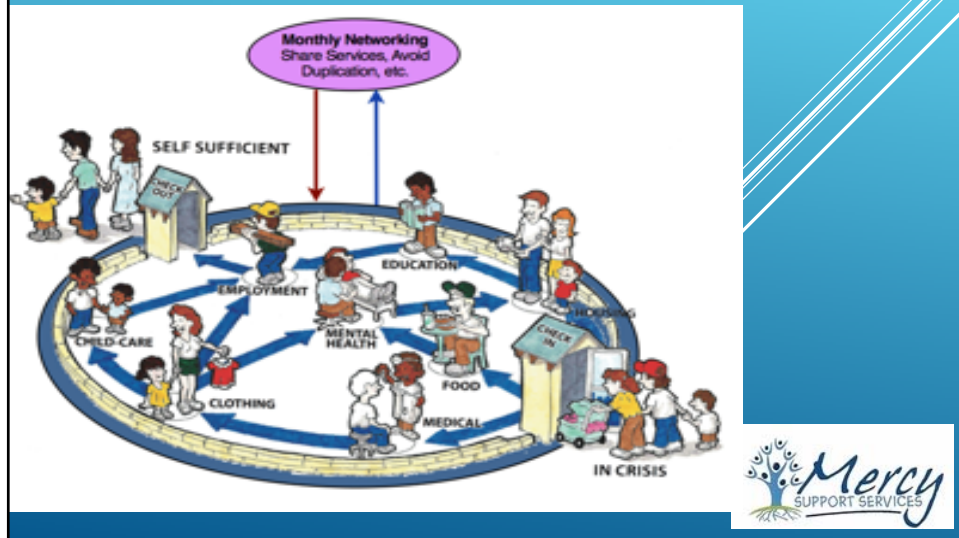 Monthly Networking
Share Services, Avoid
Duplication, etc.
SELF SUFFICIENT
CHECK
OUT
EDUCATION
EMPLOYMENT
HOUSING
CHILD-CARE
MENTAL
HEALTH
CHECK
IN
FOOD
CLOTHING
MEDICAL
IN CRISIS
Mercy
SUPPORT SERVICES